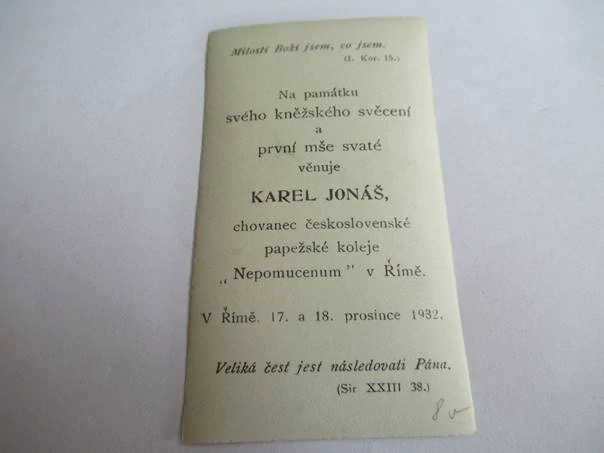 Milostí Boží jsem, co jsem.
(I. Kor. 15.)
Na památku
svého kněžského svěcení
a
první mše svaté
věnuje
KAREL JONÁŠ,
chovanec československé
papežské koleje
„Nepomucenum" v Římě.
V Římě. 17. a 18. prosince 1932.
Veliká čest jest následovati Pána.
(Sir XXIII 38.)